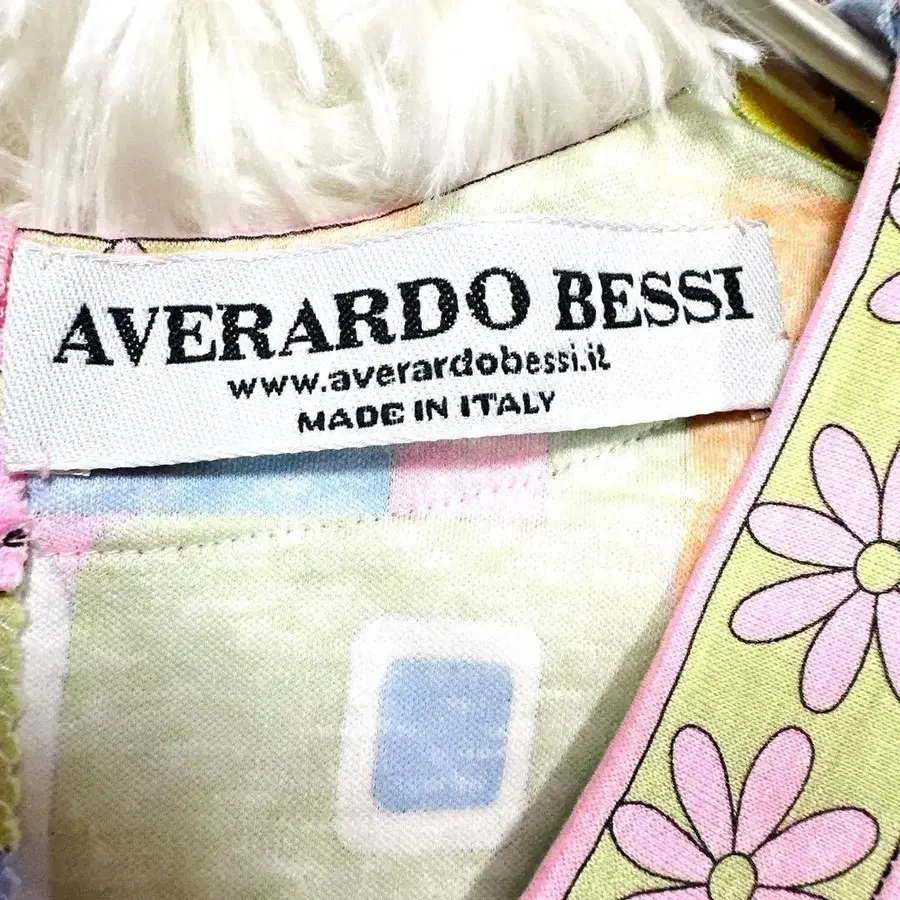 AVERARDO BESSI
www.averardobessi.it
MADE IN ITALY